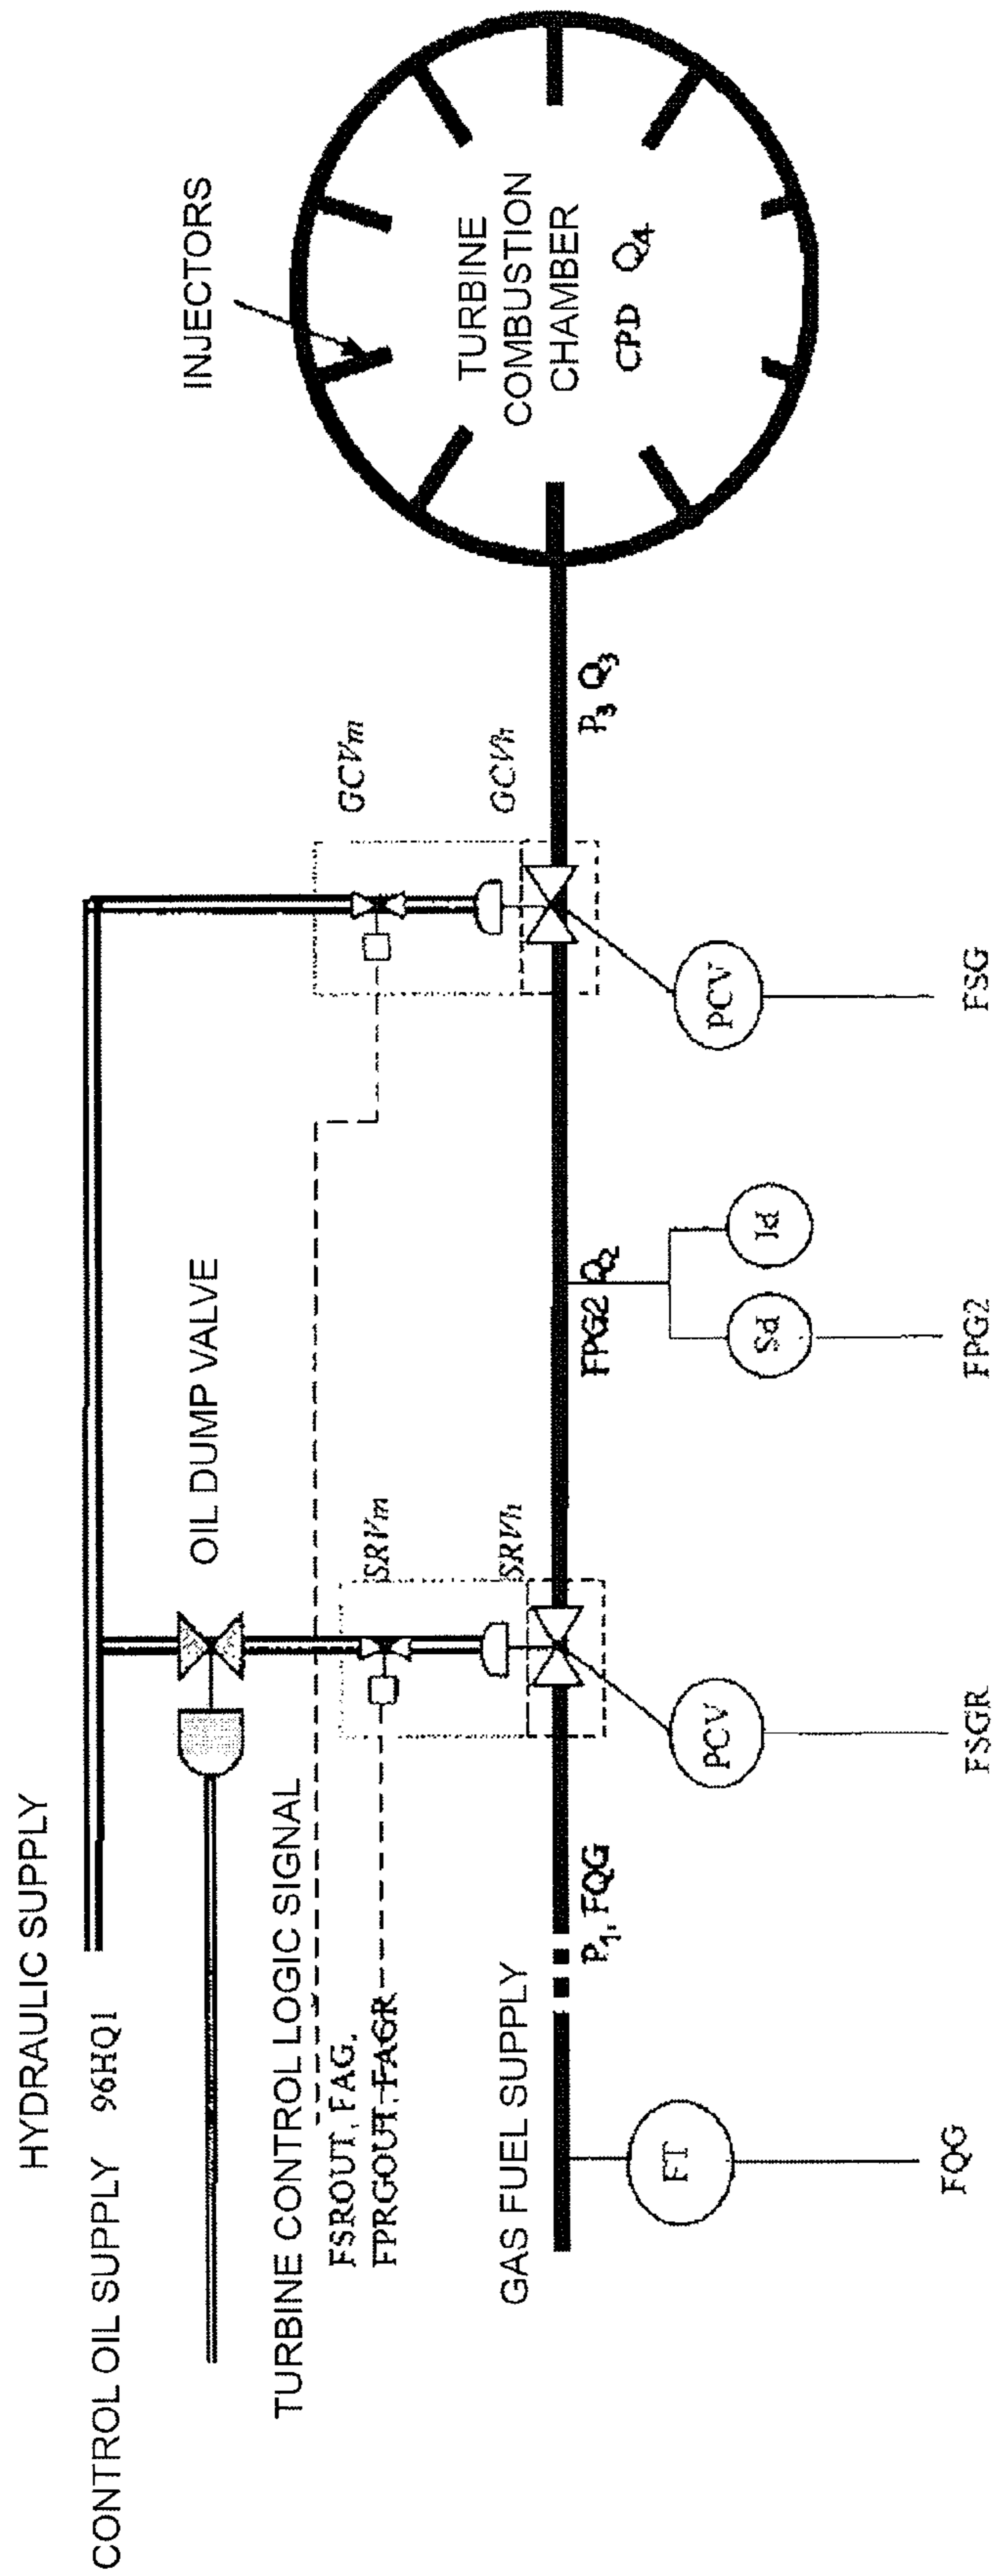 HYDRAULIC SUPPLY
CONTROL OIL SUPPLY 96HQ1
OIL DUMP VALVE
TURBINE CONTROL LOGIC SIGNAL
FSROUT, FAG,
FPRGOUT, FAGR
SRVm
SRVh
GCVm
GCVh
INJECTORS
TURBINE
COMBUSTION
CHAMBER
CPD Q4
GAS FUEL SUPPLY
P1, FQG
FPG2 Q2
P3 Q3
FT
PCV
Sd
Id
PCV
FQG
FSGR
FPG2
FSG